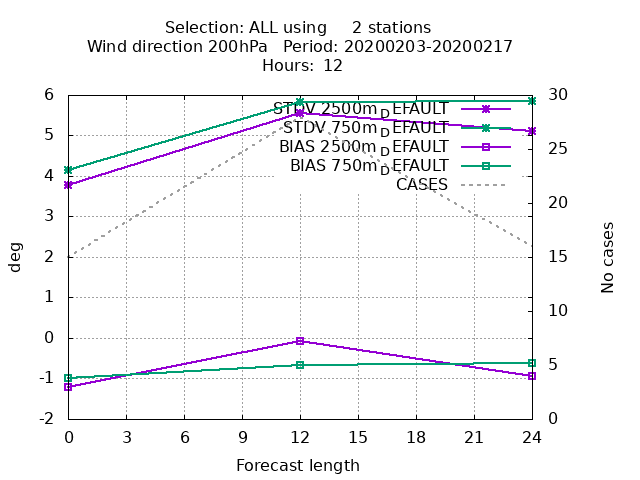 Selection: ALL using 2 stations
Wind direction 200hPa Period: 20200203-20200217
Hours: 12
6
5
4
3
2
1
0
-1
-2
deg
STDV 2500m_DEFAULT
STDV 750m_DEFAULT
BIAS 2500m_DEFAULT
BIAS 750m_DEFAULT
CASES
30
25
20
15
10
5
0
No cases
0 3 6 9 12 15 18 21 24
Forecast length